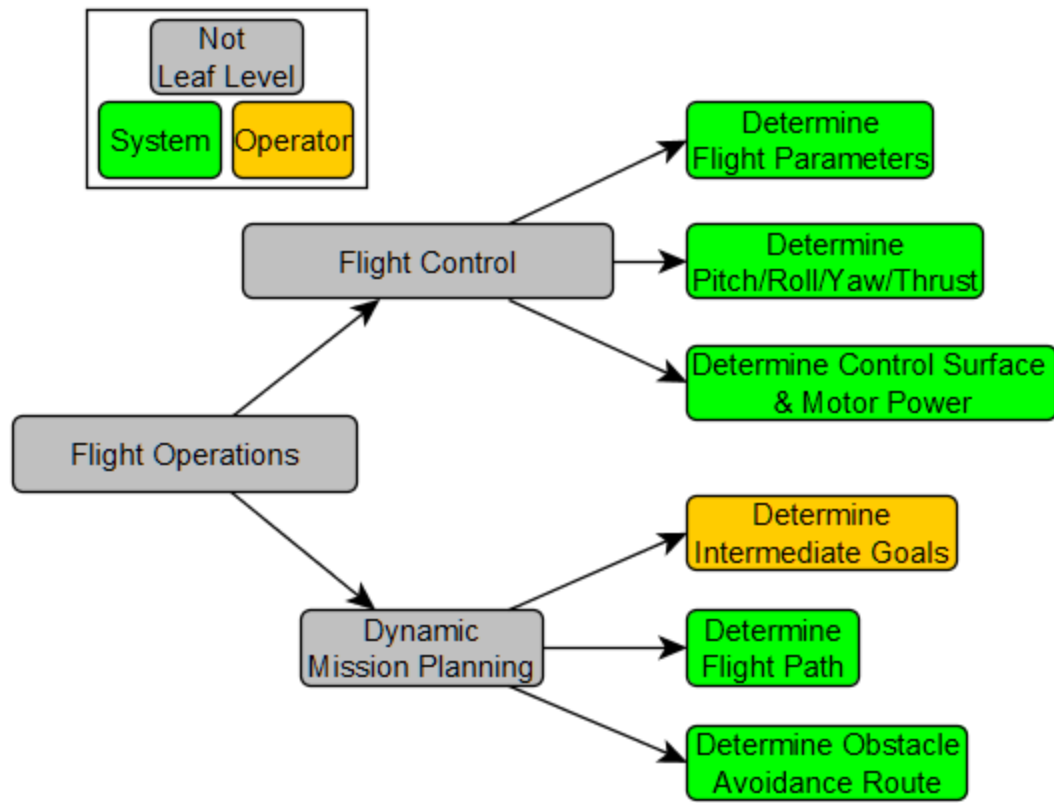 Not
Leaf Level
System
Operator
Determine
Flight Parameters
Flight Control
Determine
Pitch/Roll/Yaw/Thrust
Determine Control Surface
& Motor Power
Flight Operations
Determine
Intermediate Goals
Dynamic
Mission Planning
Determine
Flight Path
Determine Obstacle
Avoidance Route